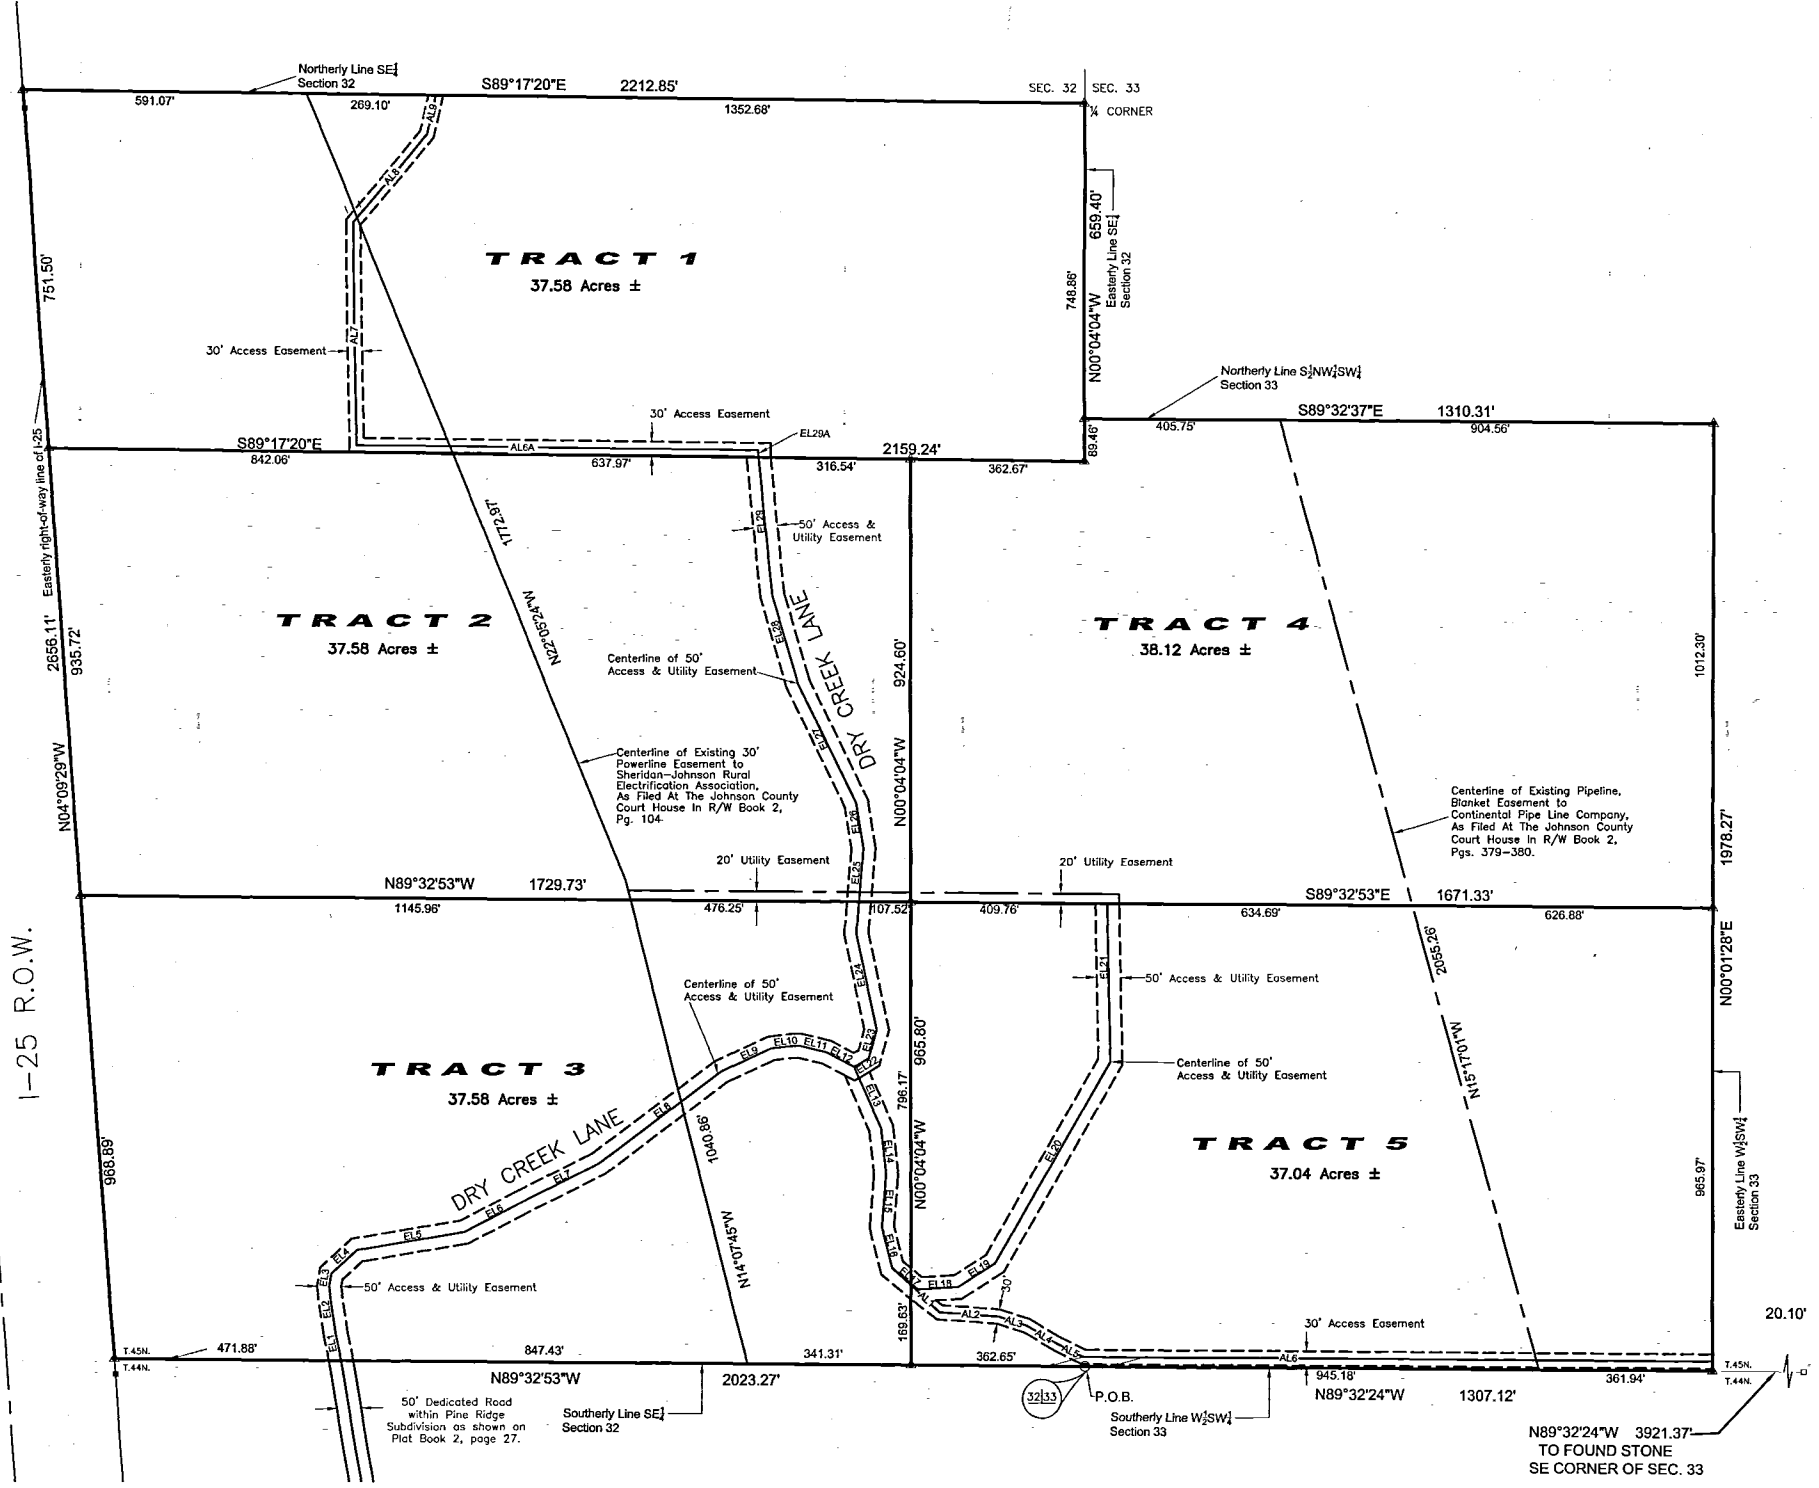 Northerly Line SE¼
Section 32
S89°17'20"E 2212.85'
591.07'
269.10'
1352.68'
SEC. 32 SEC. 33
¼ CORNER
AL9
AL8
AL7
TRACT 1
37.58 Acres ±
751.50'
30' Access Easement
659.40'
748.86'
N00°04'04"W
Easterly Line SE¼
Section 32
Northerly Line S½NW¼SW¼
Section 33
S89°32'37"E 1310.31'
405.75'
904.56'
89.46'
30' Access Easement
EL29A
S89°17'20"E
AL6A
2159.24'
842.06'
637.97'
316.54'
362.67'
Easterly right-of-way line of I-25
2656.11'
935.72'
N04°09'29"W
1772.97'
N22°05'24"W
EL29
50' Access &
Utility Easement
TRACT 2
37.58 Acres ±
EL28
Centerline of 50'
Access & Utility Easement
DRY CREEK LANE
924.60'
N00°04'04"W
TRACT 4
38.12 Acres ±
1012.30'
EL27
Centerline of Existing 30'
Powerline Easement to
Sheridan-Johnson Rural
Electrification Association,
As Filed At The Johnson County
Court House In R/W Book 2,
Pg. 104
EL26
EL25
Centerline of Existing Pipeline,
Blanket Easement to
Continental Pipe Line Company,
As Filed At The Johnson County
Court House In R/W Book 2,
Pgs. 379-380.
1978.27'
20' Utility Easement
20' Utility Easement
N89°32'53"W 1729.73'
S89°32'53"E 1671.33'
1145.96'
476.25'
107.52'
409.76'
634.69'
626.88'
I-25 R.O.W.
Centerline of 50'
Access & Utility Easement
EL24
EL21
50' Access & Utility Easement
2055.26'
N00°01'28"E
EL23
EL22
EL9
EL10
EL11
EL12
EL13
965.80'
Centerline of 50'
Access & Utility Easement
TRACT 3
37.58 Acres ±
EL8
796.17'
N15°17'01"W
DRY CREEK LANE
1040.86'
N00°04'04"W
EL14
EL20
TRACT 5
37.04 Acres ±
968.89'
965.97'
Easterly Line W½SW¼
Section 33
EL7
EL6
EL5
EL4
EL3
EL2
EL1
EL15
EL16
EL17
EL18
EL19
N14°07'45"W
50' Access & Utility Easement
30'
AL2
AL3
AL4
AL5
169.63'
30' Access Easement
20.10'
AL6
T.45N.
T.44N.
471.88'
847.43'
341.31'
362.65'
945.18'
361.94'
T.45N.
T.44N.
N89°32'53"W 2023.27'
N89°32'24"W 1307.12'
50' Dedicated Road
within Pine Ridge
Subdivision as shown on
Plat Book 2, page 27.
Southerly Line SE¼
Section 32
32|33
P.O.B.
Southerly Line W½SW¼
Section 33
N89°32'24"W 3921.37'
TO FOUND STONE
SE CORNER OF SEC. 33